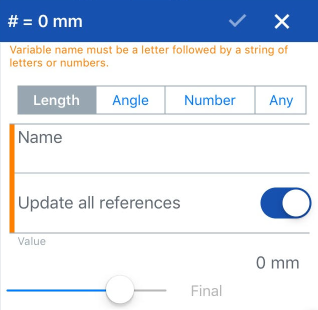 # = 0 mm
Variable name must be a letter followed by a string of
letters or numbers.
Length Angle Number Any
Name
Update all references
Value
0 mm
Final